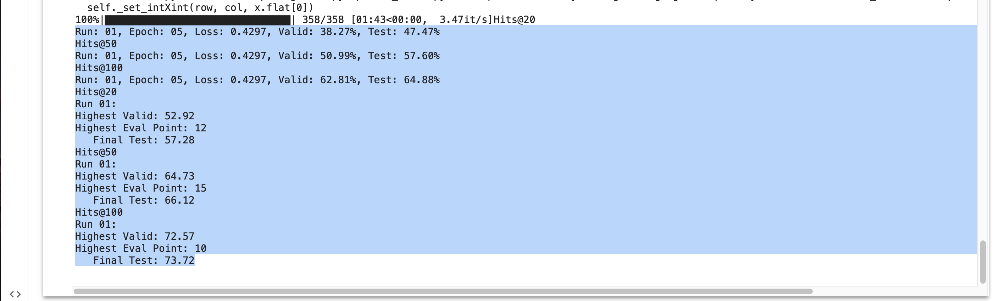 self._set_intXint(row, col, x.flat[0])
100%|██████████| 358/358 [01:43<00:00,  3.47it/s]Hits@20
Run: 01, Epoch: 05, Loss: 0.4297, Valid: 38.27%, Test: 47.47%
Hits@50
Run: 01, Epoch: 05, Loss: 0.4297, Valid: 50.99%, Test: 57.60%
Hits@100
Run: 01, Epoch: 05, Loss: 0.4297, Valid: 62.81%, Test: 64.88%
Hits@20
Run 01:
Highest Valid: 52.92
Highest Eval Point: 12
   Final Test: 57.28
Hits@50
Run 01:
Highest Valid: 64.73
Highest Eval Point: 15
   Final Test: 66.12
Hits@100
Run 01:
Highest Valid: 72.57
Highest Eval Point: 10
   Final Test: 73.72